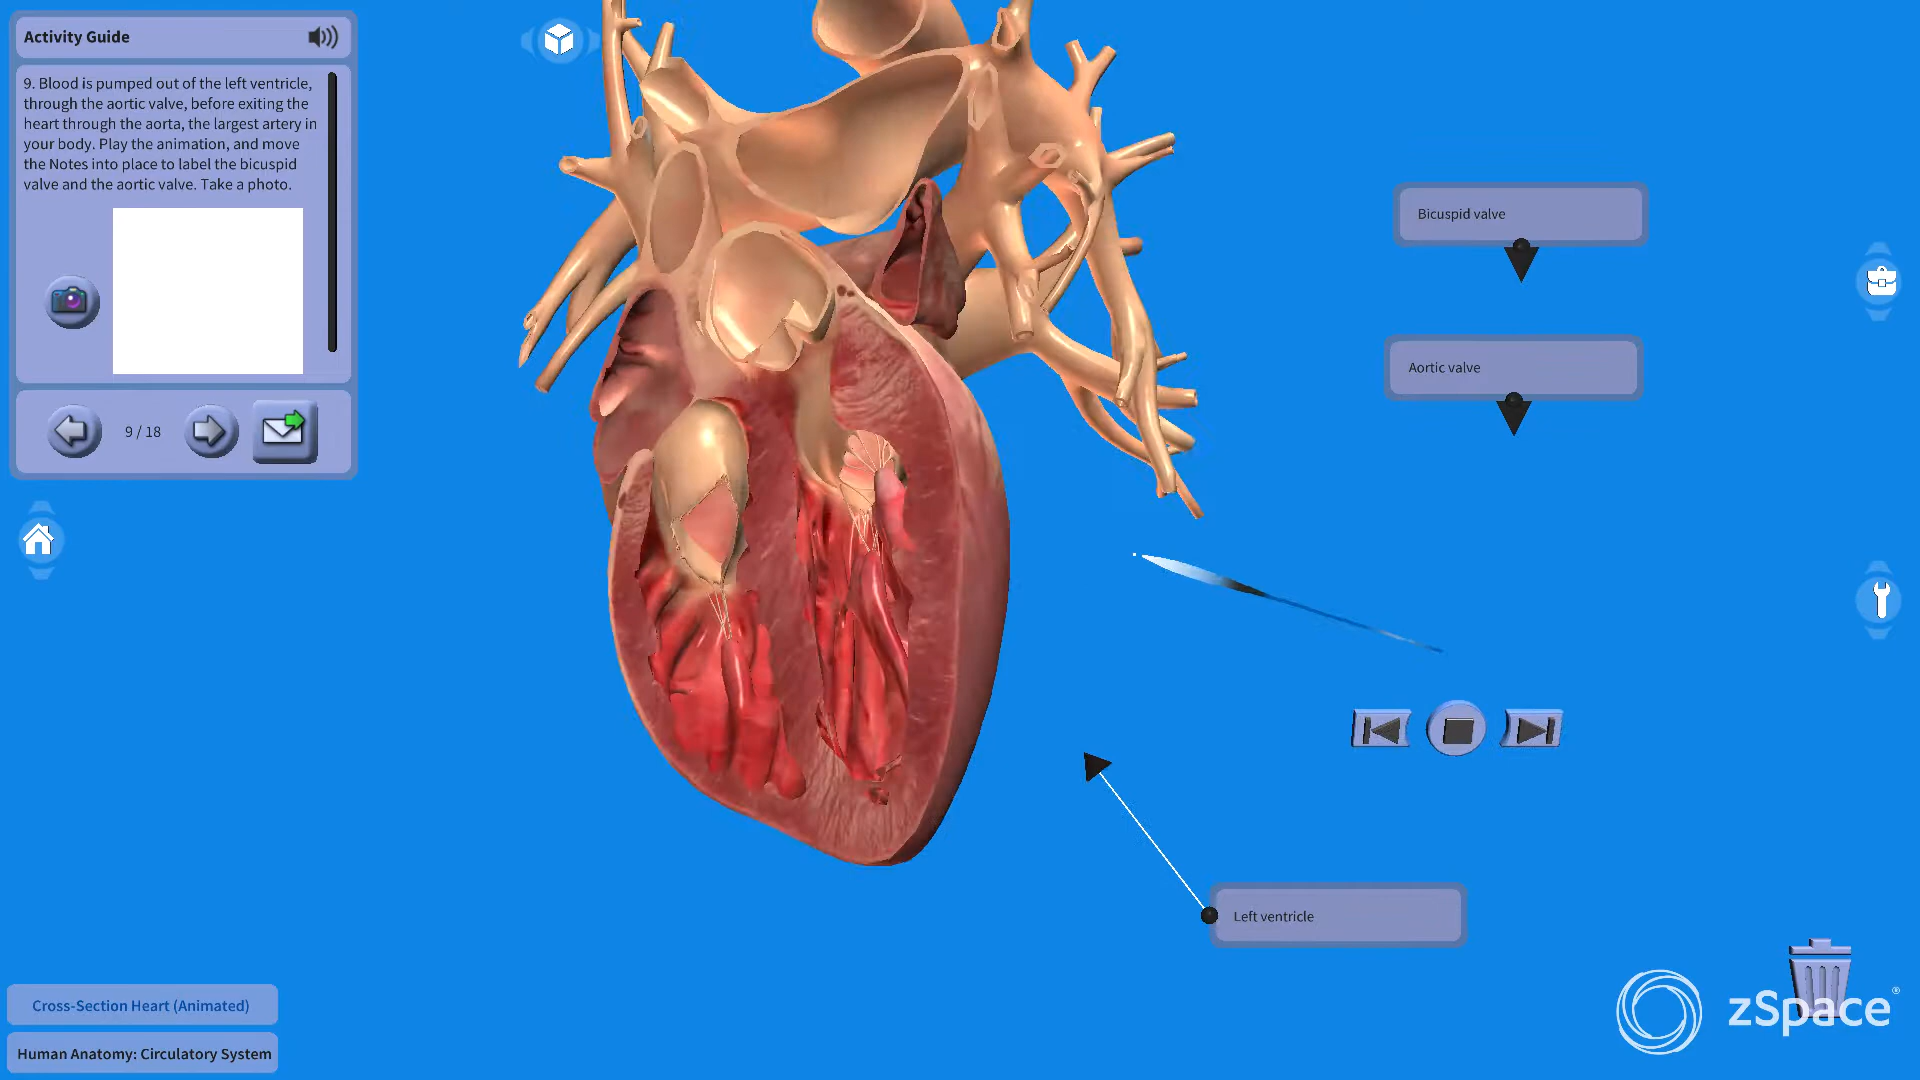 Activity Guide
9. Blood is pumped out of the left ventricle,
through the aortic valve, before exiting the
heart through the aorta, the largest artery in
your body. Play the animation, and move
the Notes into place to label the bicuspid
valve and the aortic valve. Take a photo.
9 / 18
Bicuspid valve
Aortic valve
Left ventricle
Cross-Section Heart (Animated)
Human Anatomy: Circulatory System
zSpace®